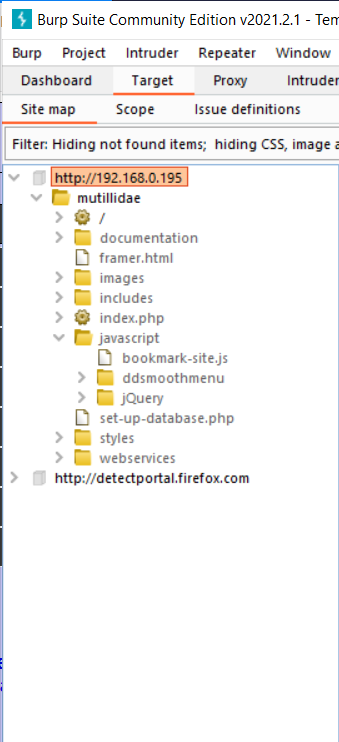 Burp Suite Community Edition v2021.2.1 - Tem
Burp Project Intruder Repeater Window
Dashboard Target Proxy Intruder
Site map Scope Issue definitions
Filter: Hiding not found items; hiding CSS, image a
http://192.168.0.195
mutillidae
/
documentation
framer.html
images
includes
index.php
javascript
bookmark-site.js
ddsmoothmenu
jQuery
set-up-database.php
styles
webservices
http://detectportal.firefox.com